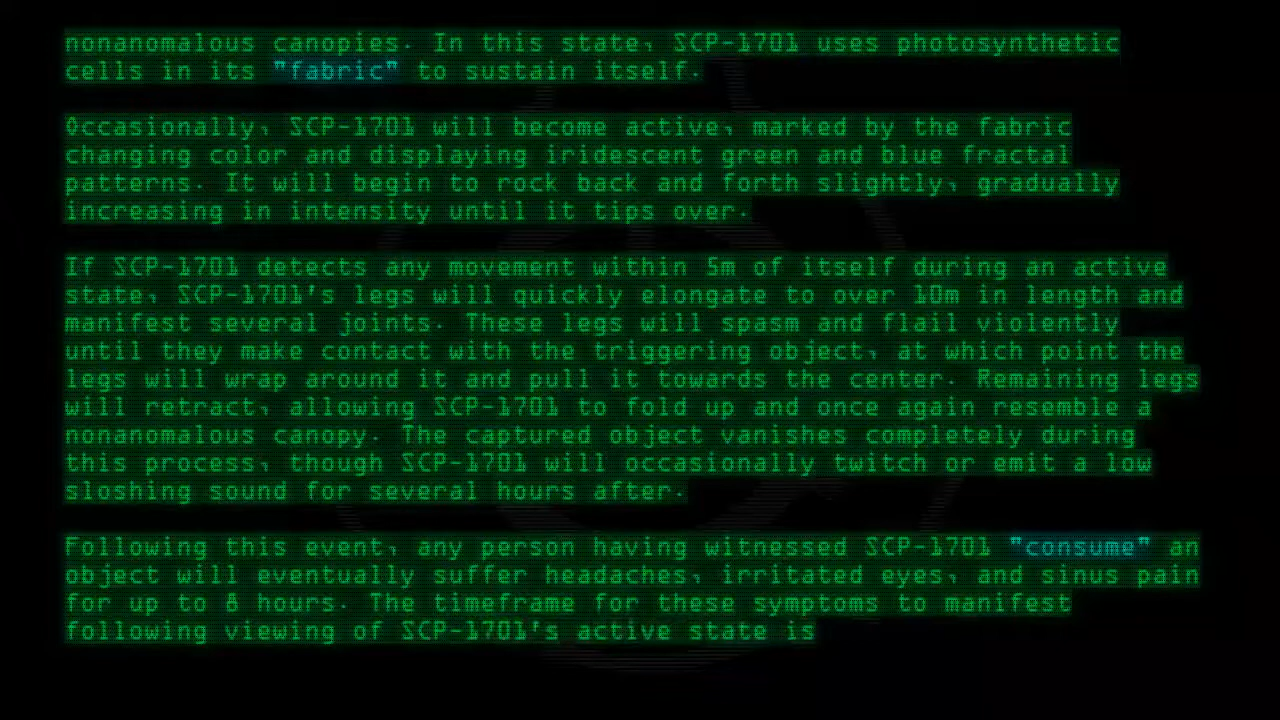 nonanomalous canopies. In this state, SCP-1701 uses photosynthetic
cells in its "fabric" to sustain itself.
Occasionally, SCP-1701 will become active, marked by the fabric
changing color and displaying iridescent green and blue fractal
patterns. It will begin to rock back and forth slightly, gradually
increasing in intensity until it tips over.
If SCP-1701 detects any movement within 5m of itself during an active
state, SCP-1701's legs will quickly elongate to over 10m in length and
manifest several joints. These legs will spasm and flail violently
until they make contact with the triggering object, at which point the
legs will wrap around it and pull it towards the center. Remaining legs
will retract, allowing SCP-1701 to fold up and once again resemble a
nonanomalous canopy. The captured object vanishes completely during
this process, though SCP-1701 will occasionally twitch or emit a low
sloshing sound for several hours after.
Following this event, any person having witnessed SCP-1701 "consume" an
object will eventually suffer headaches, irritated eyes, and sinus pain
for up to 8 hours. The timeframe for these symptoms to manifest
following viewing of SCP-1701's active state is